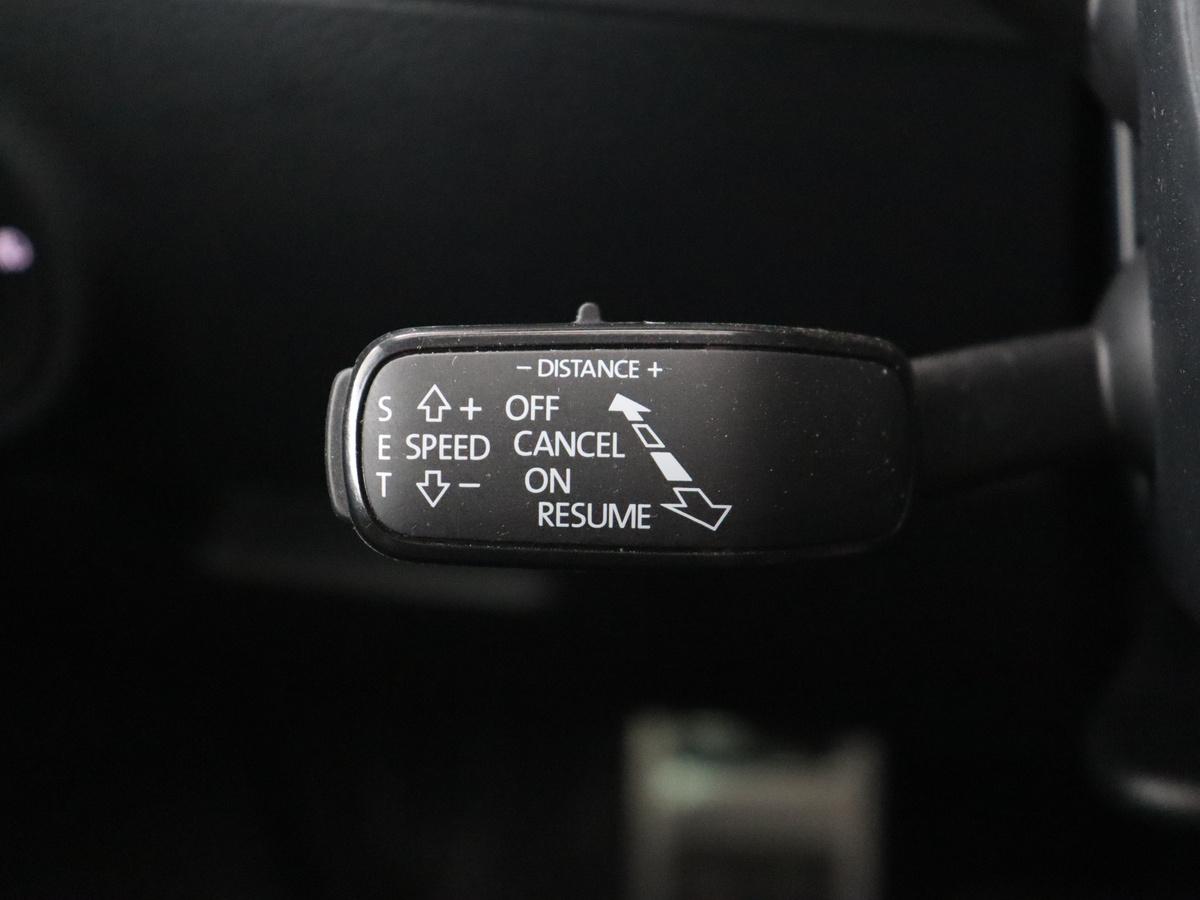 – DISTANCE +
S + OFF
E SPEED CANCEL
T – ON
RESUME